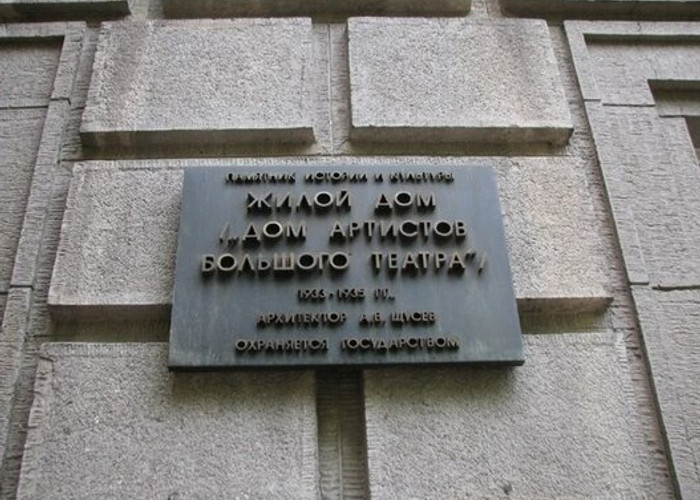 ПАМЯТНИК ИСТОРИИ И КУЛЬТУРЫ
ЖИЛОЙ ДОМ
/„ДОМ АРТИСТОВ
БОЛЬШОГО ТЕАТРА"/
1933-1935 ГГ.
АРХИТЕКТОР А.В. ЩУСЕВ
ОХРАНЯЕТСЯ ГОСУДАРСТВОМ